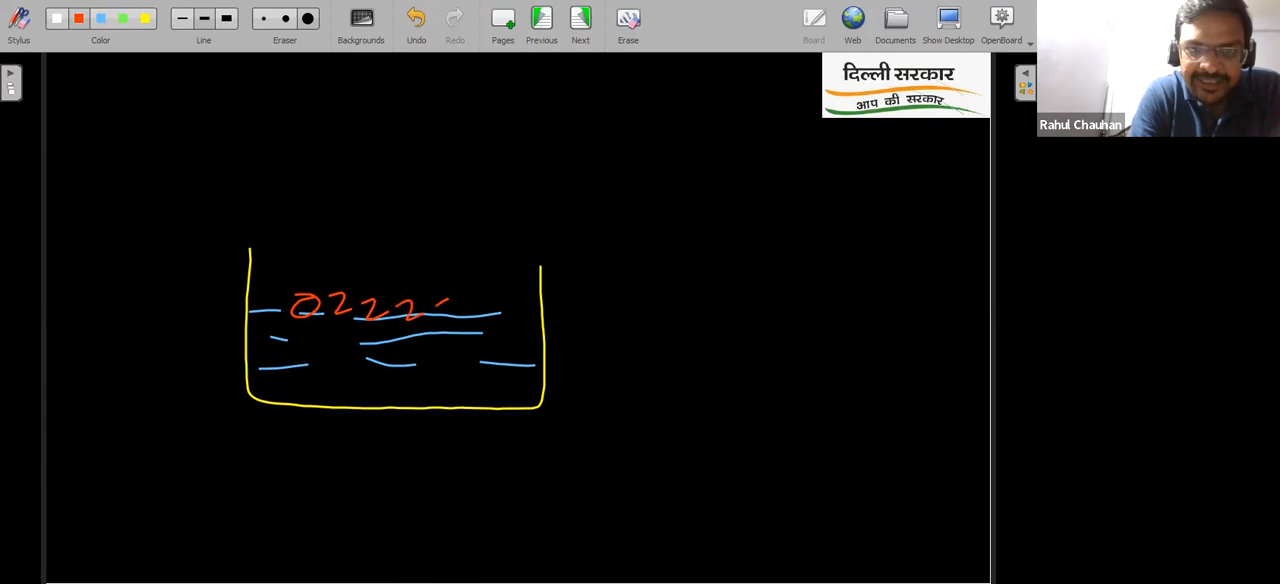 Stylus
Color
Line
Eraser
Backgrounds
Undo
Redo
Pages
Previous
Next
Erase
Board
Web
Documents
Show Desktop
OpenBoard
दिल्ली सरकार
आप की सरकार
Rahul Chauhan